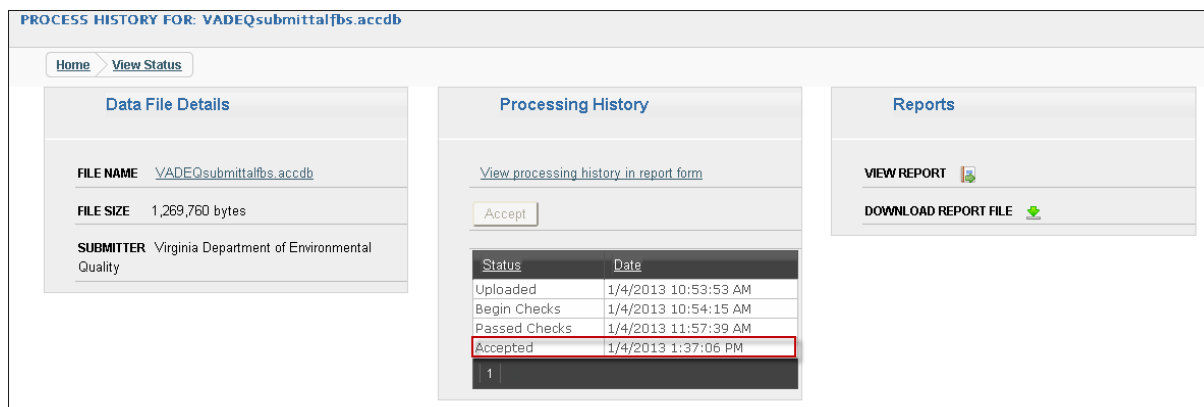 PROCESS HISTORY FOR: VADEQsubmittalfbs.accdb
Home View Status
Data File Details
FILE NAME VADEQsubmittalfbs.accdb
FILE SIZE 1,269,760 bytes
SUBMITTER Virginia Department of Environmental
Quality
Processing History
View processing history in report form
Accept
Status Date
Uploaded 1/4/2013 10:53:53 AM
Begin Checks 1/4/2013 10:54:15 AM
Passed Checks 1/4/2013 11:57:39 AM
Accepted 1/4/2013 1:37:06 PM
1
Reports
VIEW REPORT
DOWNLOAD REPORT FILE